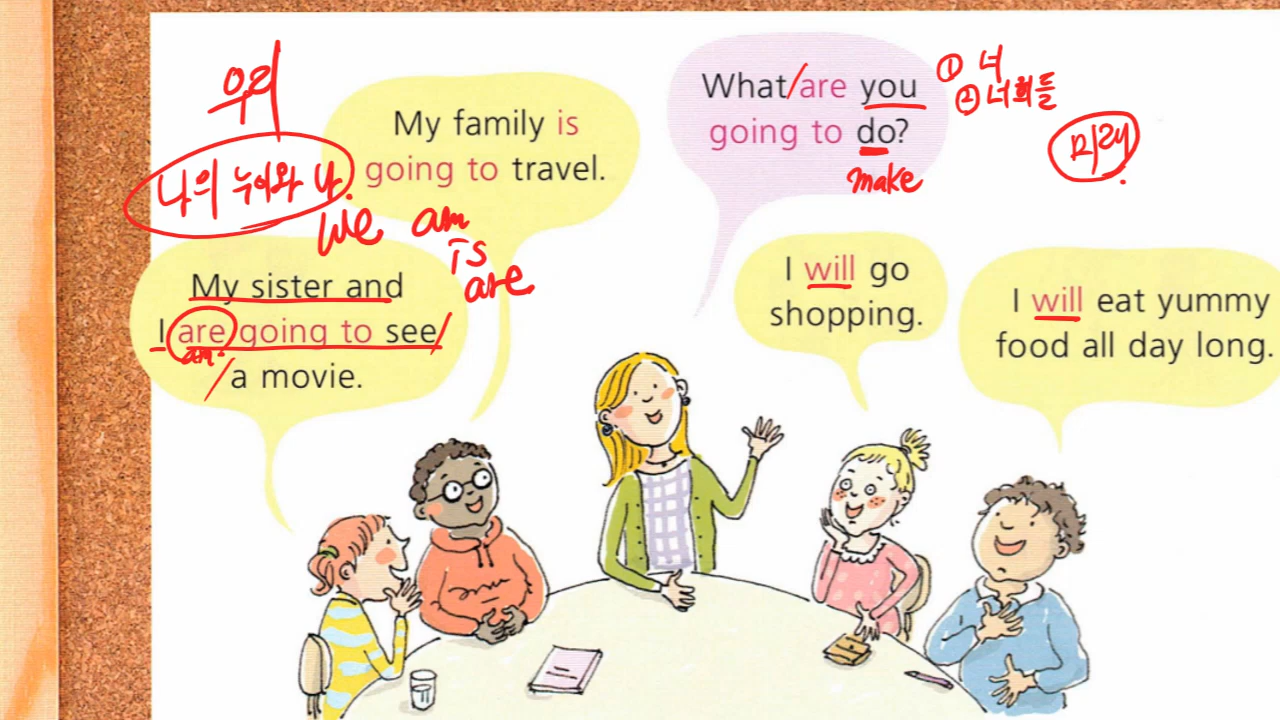 우리
나의 누이와 나.
We am
is
are
My family is
going to travel.
What/are you
going to do?
make
① 너
② 너희들
미래.
My sister and
I are going to see/
am.
/a movie.
I will go
shopping.
I will eat yummy
food all day long.